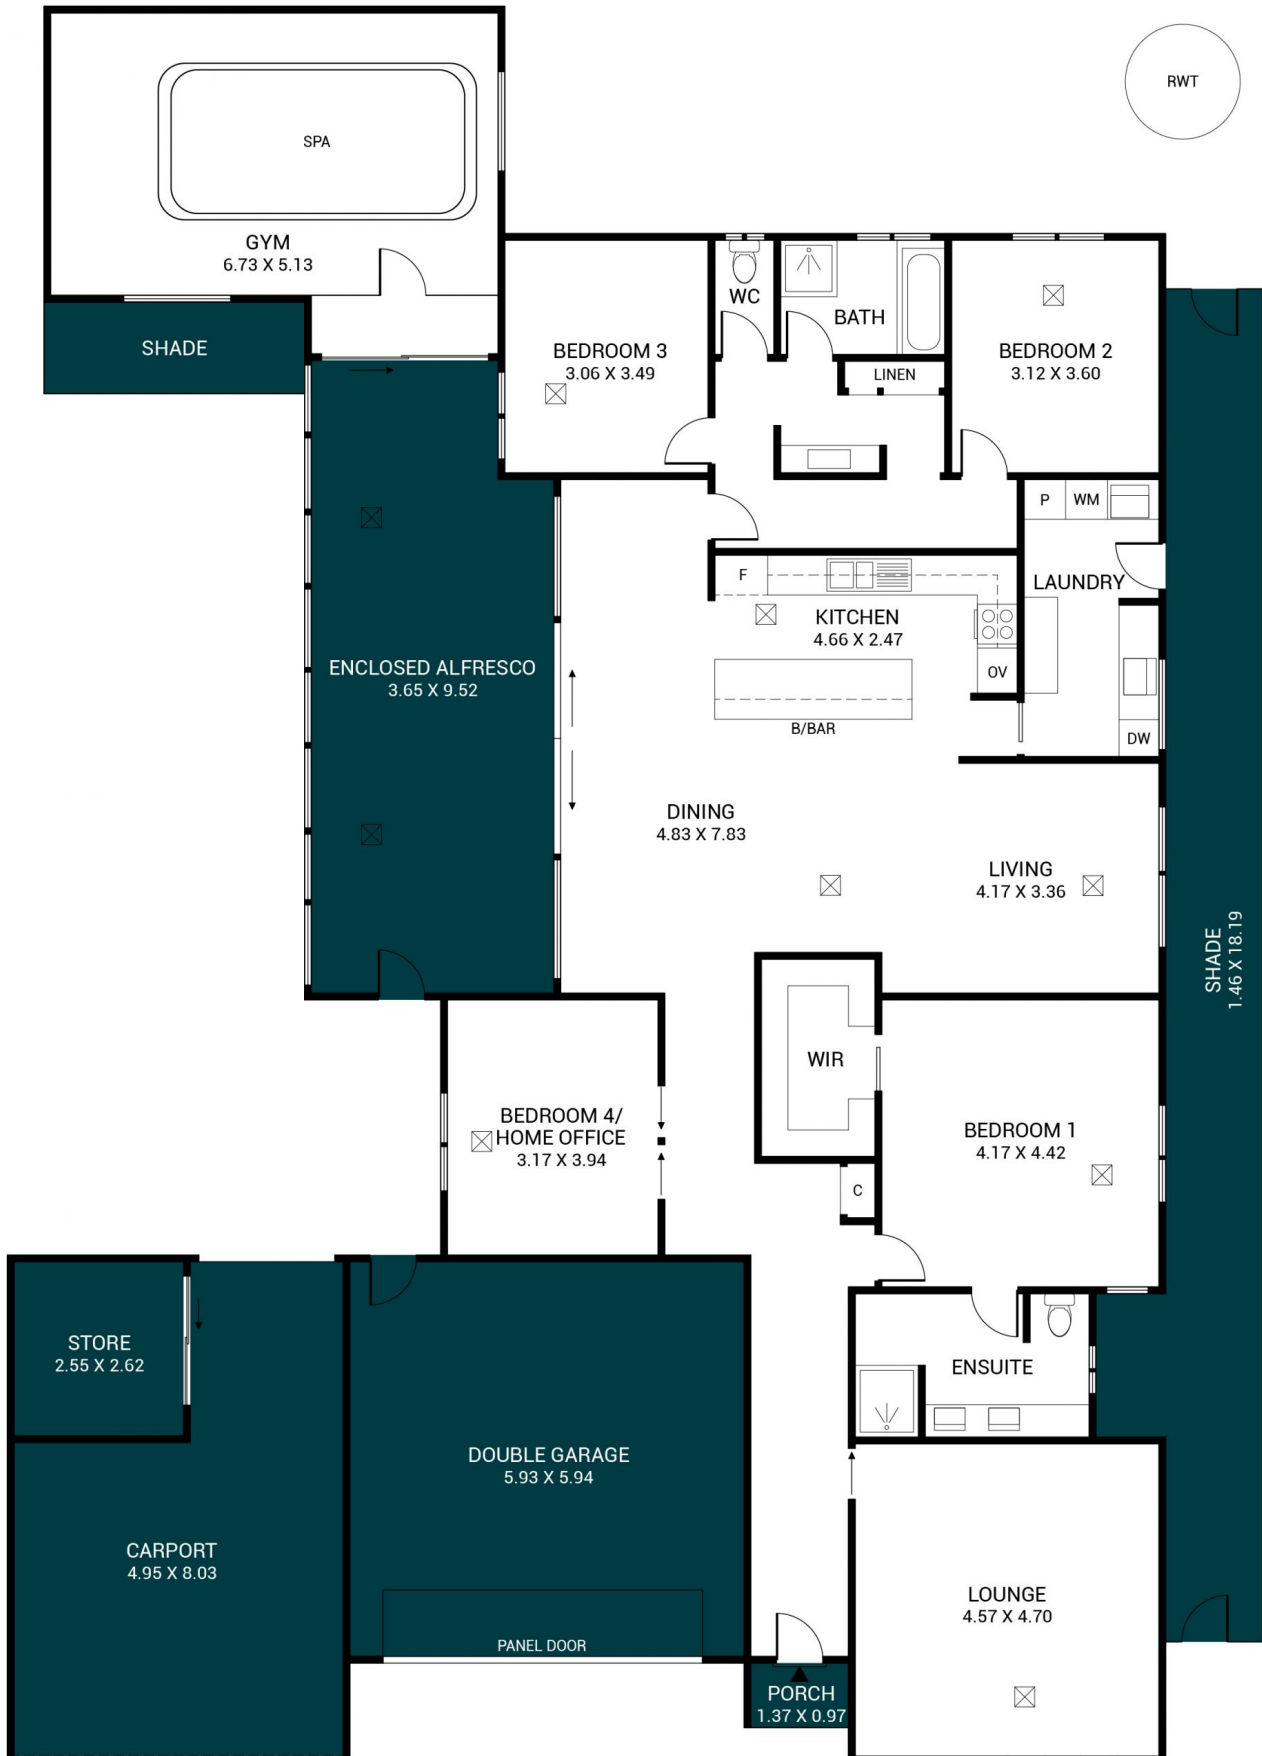 RWT
SPA
GYM
6.73 X 5.13
SHADE
WC
BATH
BEDROOM 3
3.06 X 3.49
LINEN
BEDROOM 2
3.12 X 3.60
P
WM
F
LAUNDRY
KITCHEN
4.66 X 2.47
OV
ENCLOSED ALFRESCO
3.65 X 9.52
B/BAR
DW
DINING
4.83 X 7.83
LIVING
4.17 X 3.36
SHADE
1.46 X 18.19
WIR
BEDROOM 4/
HOME OFFICE
3.17 X 3.94
BEDROOM 1
4.17 X 4.42
C
STORE
2.55 X 2.62
ENSUITE
DOUBLE GARAGE
5.93 X 5.94
CARPORT
4.95 X 8.03
LOUNGE
4.57 X 4.70
PANEL DOOR
PORCH
1.37 X 0.97